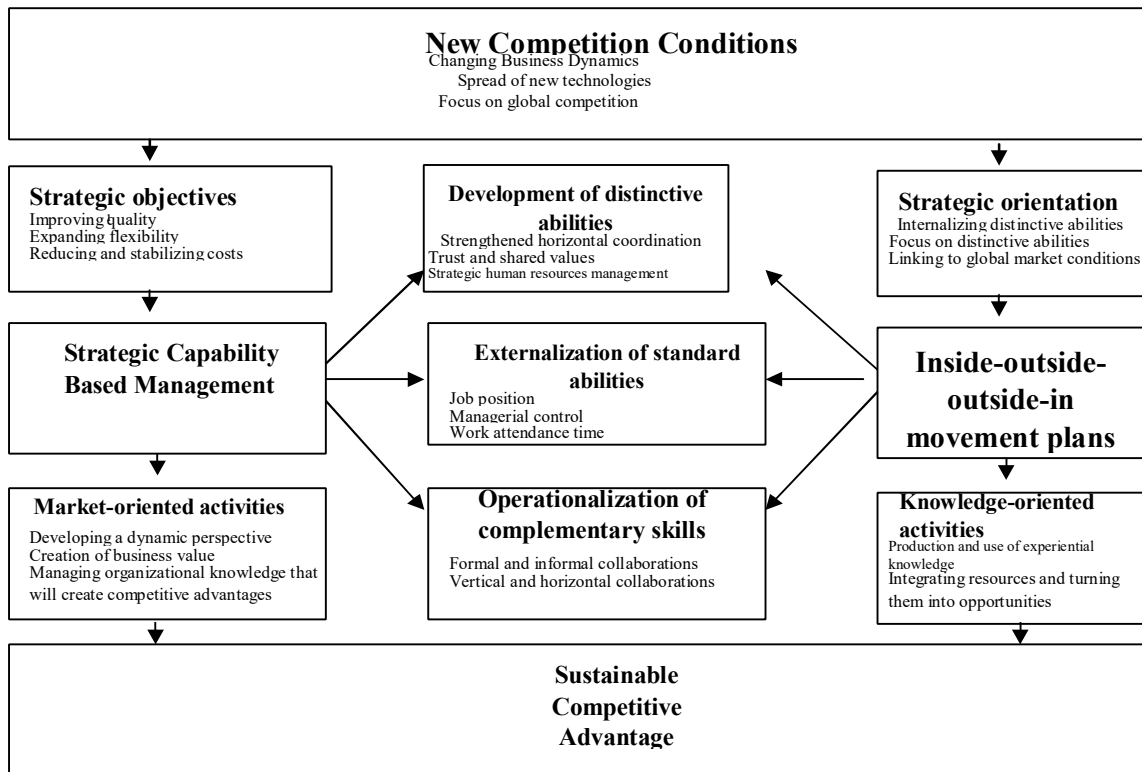 New Competition Conditions
Changing Business Dynamics
Spread of new technologies
Focus on global competition
Strategic objectives
Improving quality
Expanding flexibility
Reducing and stabilizing costs
Development of distinctive
abilities
Strengthened horizontal coordination
Trust and shared values
Strategic human resources management
Strategic orientation
Internalizing distinctive abilities
Focus on distinctive abilities
Linking to global market conditions
Strategic Capability
Based Management
Externalization of standard
abilities
Job position
Managerial control
Work attendance time
Inside-outside-
outside-in
movement plans
Market-oriented activities
Developing a dynamic perspective
Creation of business value
Managing organizational knowledge that
will create competitive advantages
Operationalization of
complementary skills
Formal and informal collaborations
Vertical and horizontal collaborations
Knowledge-oriented
activities
Production and use of experiential
knowledge
Integrating resources and turning
them into opportunities
Sustainable
Competitive
Advantage